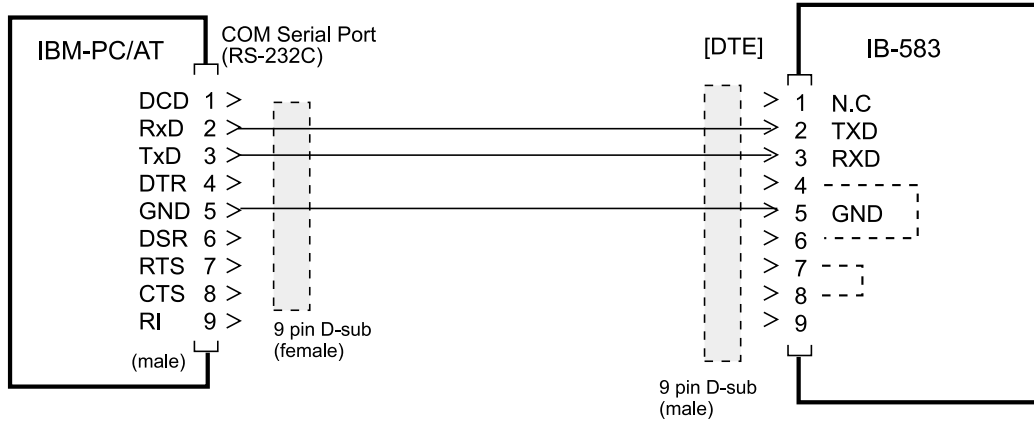 IBM-PC/AT
COM Serial Port
(RS-232C)
[DTE]
IB-583
DCD 1
RxD 2
TxD 3
DTR 4
GND 5
DSR 6
RTS 7
CTS 8
RI 9
(male)
9 pin D-sub
(female)
1 N.C
2 TXD
3 RXD
4
5 GND
6
7
8
9
9 pin D-sub
(male)